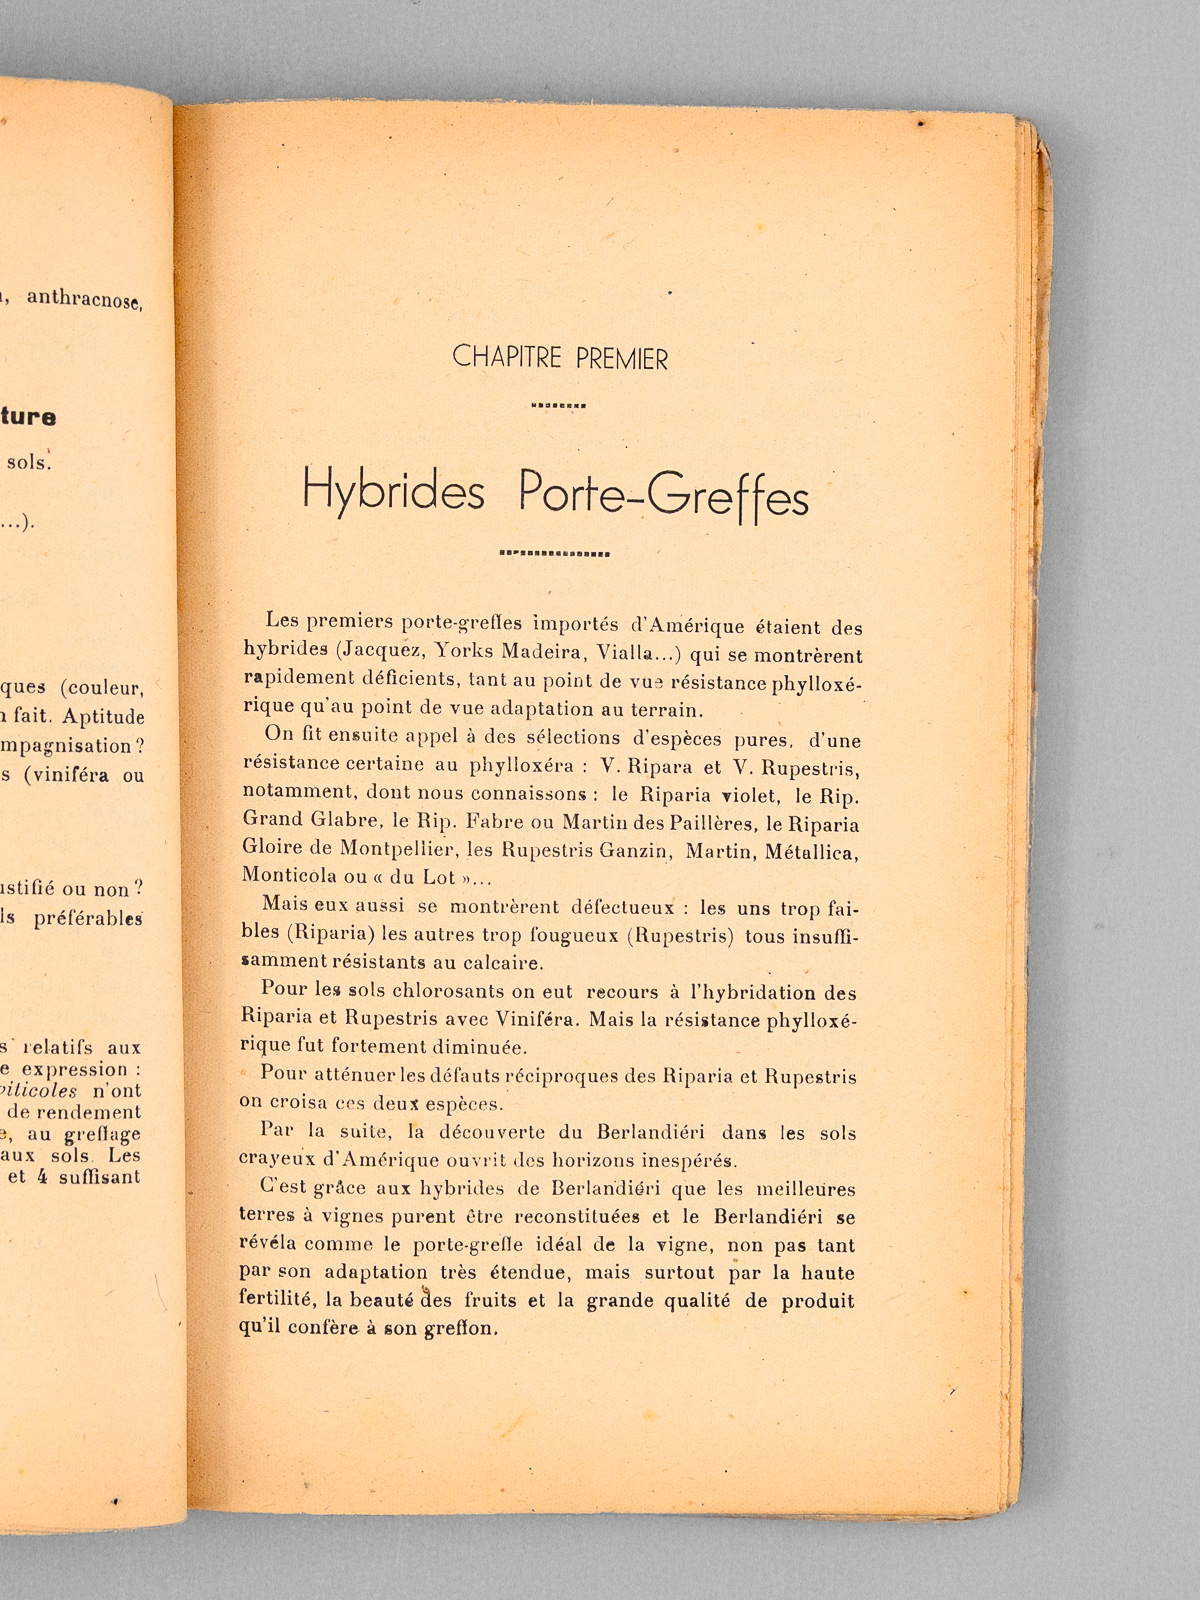 , anthracnose,
ture
sols.
...).
ques (couleur,
fait. Aptitude
mpagnisation ?
s (viniféra ou
ustifié ou non ?
ls préférables
s relatifs aux
e expression :
viticoles n'ont
de rendement
e, au greffage
aux sols. Les
et 4 suffisant
CHAPITRE PREMIER
Hybrides Porte-Greffes
Les premiers porte-greffes importés d'Amérique étaient des
hybrides (Jacquez, Yorks Madeira, Vialla...) qui se montrèrent
rapidement déficients, tant au point de vue résistance phylloxé-
rique qu'au point de vue adaptation au terrain.
On fit ensuite appel à des sélections d'espèces pures, d'une
résistance certaine au phylloxéra : V. Ripara et V. Rupestris,
notamment, dont nous connaissons : le Riparia violet, le Rip.
Grand Glabre, le Rip. Fabre ou Martin des Paillères, le Riparia
Gloire de Montpellier, les Rupestris Ganzin, Martin, Métallica,
Monticola ou « du Lot »...
Mais eux aussi se montrèrent défectueux : les uns trop fai-
bles (Riparia) les autres trop fougueux (Rupestris) tous insuffi-
samment résistants au calcaire.
Pour les sols chlorosants on eut recours à l'hybridation des
Riparia et Rupestris avec Viniféra. Mais la résistance phylloxé-
rique fut fortement diminuée.
Pour atténuer les défauts réciproques des Riparia et Rupestris
on croisa ces deux espèces.
Par la suite, la découverte du Berlandiéri dans les sols
crayeux d'Amérique ouvrit des horizons inespérés.
C'est grâce aux hybrides de Berlandiéri que les meilleures
terres à vignes purent être reconstituées et le Berlandiéri se
révéla comme le porte-greffe idéal de la vigne, non pas tant
par son adaptation très étendue, mais surtout par la haute
fertilité, la beauté des fruits et la grande qualité de produit
qu'il confère à son greffon.